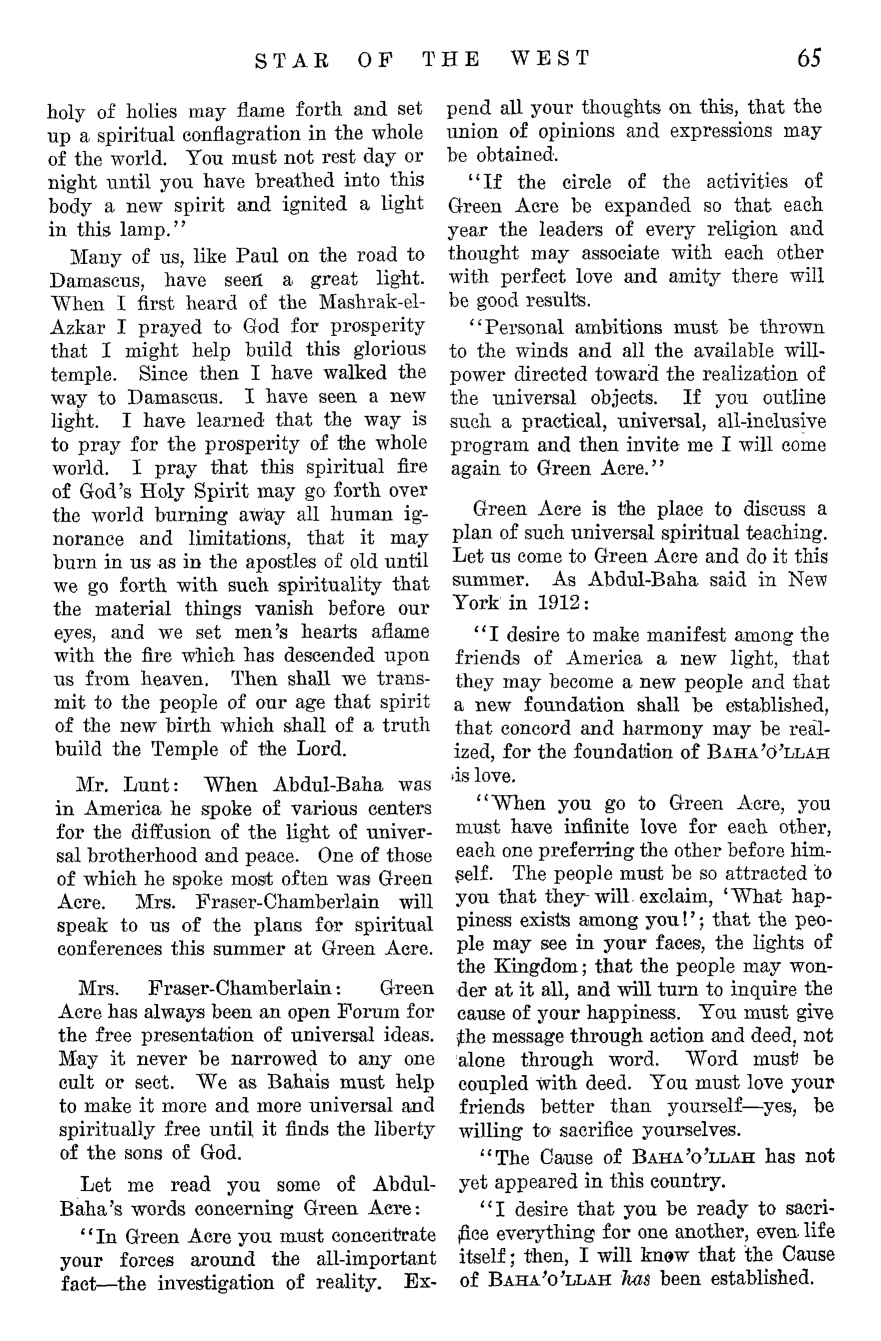 STAR OF THE WEST 65
holy of holies may flame forth and set
up a spiritual conflagration in the whole
of the world. You must not rest day or
night until you have breathed into this
body a new spirit and ignited a light
in this lamp."
Many of us, like Paul on the road to
Damascus, have seen a great light.
When I first heard of the Mashrak-el-
Azkar I prayed to God for prosperity
that I might help build this glorious
temple. Since then I have walked the
way to Damascus. I have seen a new
light. I have learned that the way is
to pray for the prosperity of the whole
world. I pray that this spiritual fire
of God's Holy Spirit may go forth over
the world burning away all human ig-
norance and limitations, that it may
burn in us as in the apostles of old until
we go forth with such spirituality that
the material things vanish before our
eyes, and we set men's hearts aflame
with the fire which has descended upon
us from heaven. Then shall we trans-
mit to the people of our age that spirit
of the new birth which shall of a truth
build the Temple of the Lord.
Mr. Lunt: When Abdul-Baha was
in America he spoke of various centers
for the diffusion of the light of univer-
sal brotherhood and peace. One of those
of which he spoke most often was Green
Acre. Mrs. Fraser-Chamberlain will
speak to us of the plans for spiritual
conferences this summer at Green Acre.
Mrs. Fraser-Chamberlain: Green
Acre has always been an open Forum for
the free presentation of universal ideas.
May it never be narrowed to any one
cult or sect. We as Bahais must help
to make it more and more universal and
spiritually free until it finds the liberty
of the sons of God.
Let me read you some of Abdul-
Baha's words concerning Green Acre:
"In Green Acre you must concentrate
your forces around the all-important
fact—the investigation of reality. Ex-
pend all your thoughts on this, that the
union of opinions and expressions may
be obtained.
"If the circle of the activities of
Green Acre be expanded so that each
year the leaders of every religion and
thought may associate with each other
with perfect love and amity there will
be good results.
"Personal ambitions must be thrown
to the winds and all the available will-
power directed toward the realization of
the universal objects. If you outline
such a practical, universal, all-inclusive
program and then invite me I will come
again to Green Acre."
Green Acre is the place to discuss a
plan of such universal spiritual teaching.
Let us come to Green Acre and do it this
summer. As Abdul-Baha said in New
York in 1912:
"I desire to make manifest among the
friends of America a new light, that
they may become a new people and that
a new foundation shall be established,
that concord and harmony may be real-
ized, for the foundation of BAHA'O'LLAH
is love.
"When you go to Green Acre, you
must have infinite love for each other,
each one preferring the other before him-
self. The people must be so attracted to
you that they will exclaim, 'What hap-
piness exists among you!'; that the peo-
ple may see in your faces, the lights of
the Kingdom; that the people may won-
der at it all, and will turn to inquire the
cause of your happiness. You must give
the message through action and deed, not
alone through word. Word must be
coupled with deed. You must love your
friends better than yourself—yes, be
willing to sacrifice yourselves.
"The Cause of BAHA'O'LLAH has not
yet appeared in this country.
"I desire that you be ready to sacri-
fice everything for one another, even life
itself; then, I will know that the Cause
of BAHA'O'LLAH has been established.